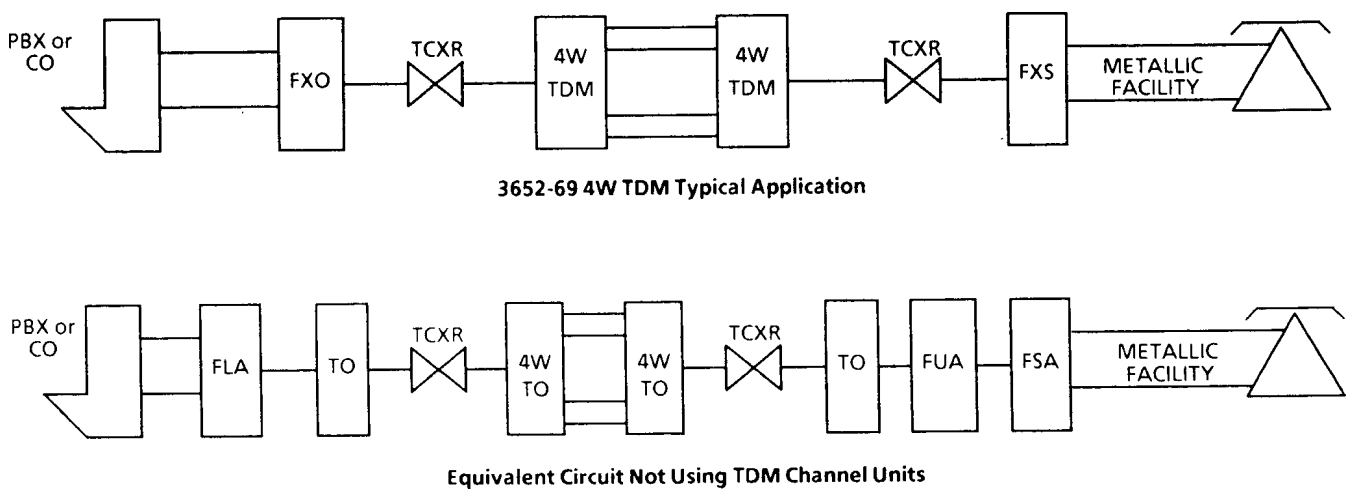 PBX or
CO
FXO
TCXR
4W
TDM
4W
TDM
TCXR
FXS
METALLIC
FACILITY
3652-69 4W TDM Typical Application
PBX or
CO
FLA
TO
TCXR
4W
TO
4W
TO
TCXR
TO
FUA
FSA
METALLIC
FACILITY
Equivalent Circuit Not Using TDM Channel Units